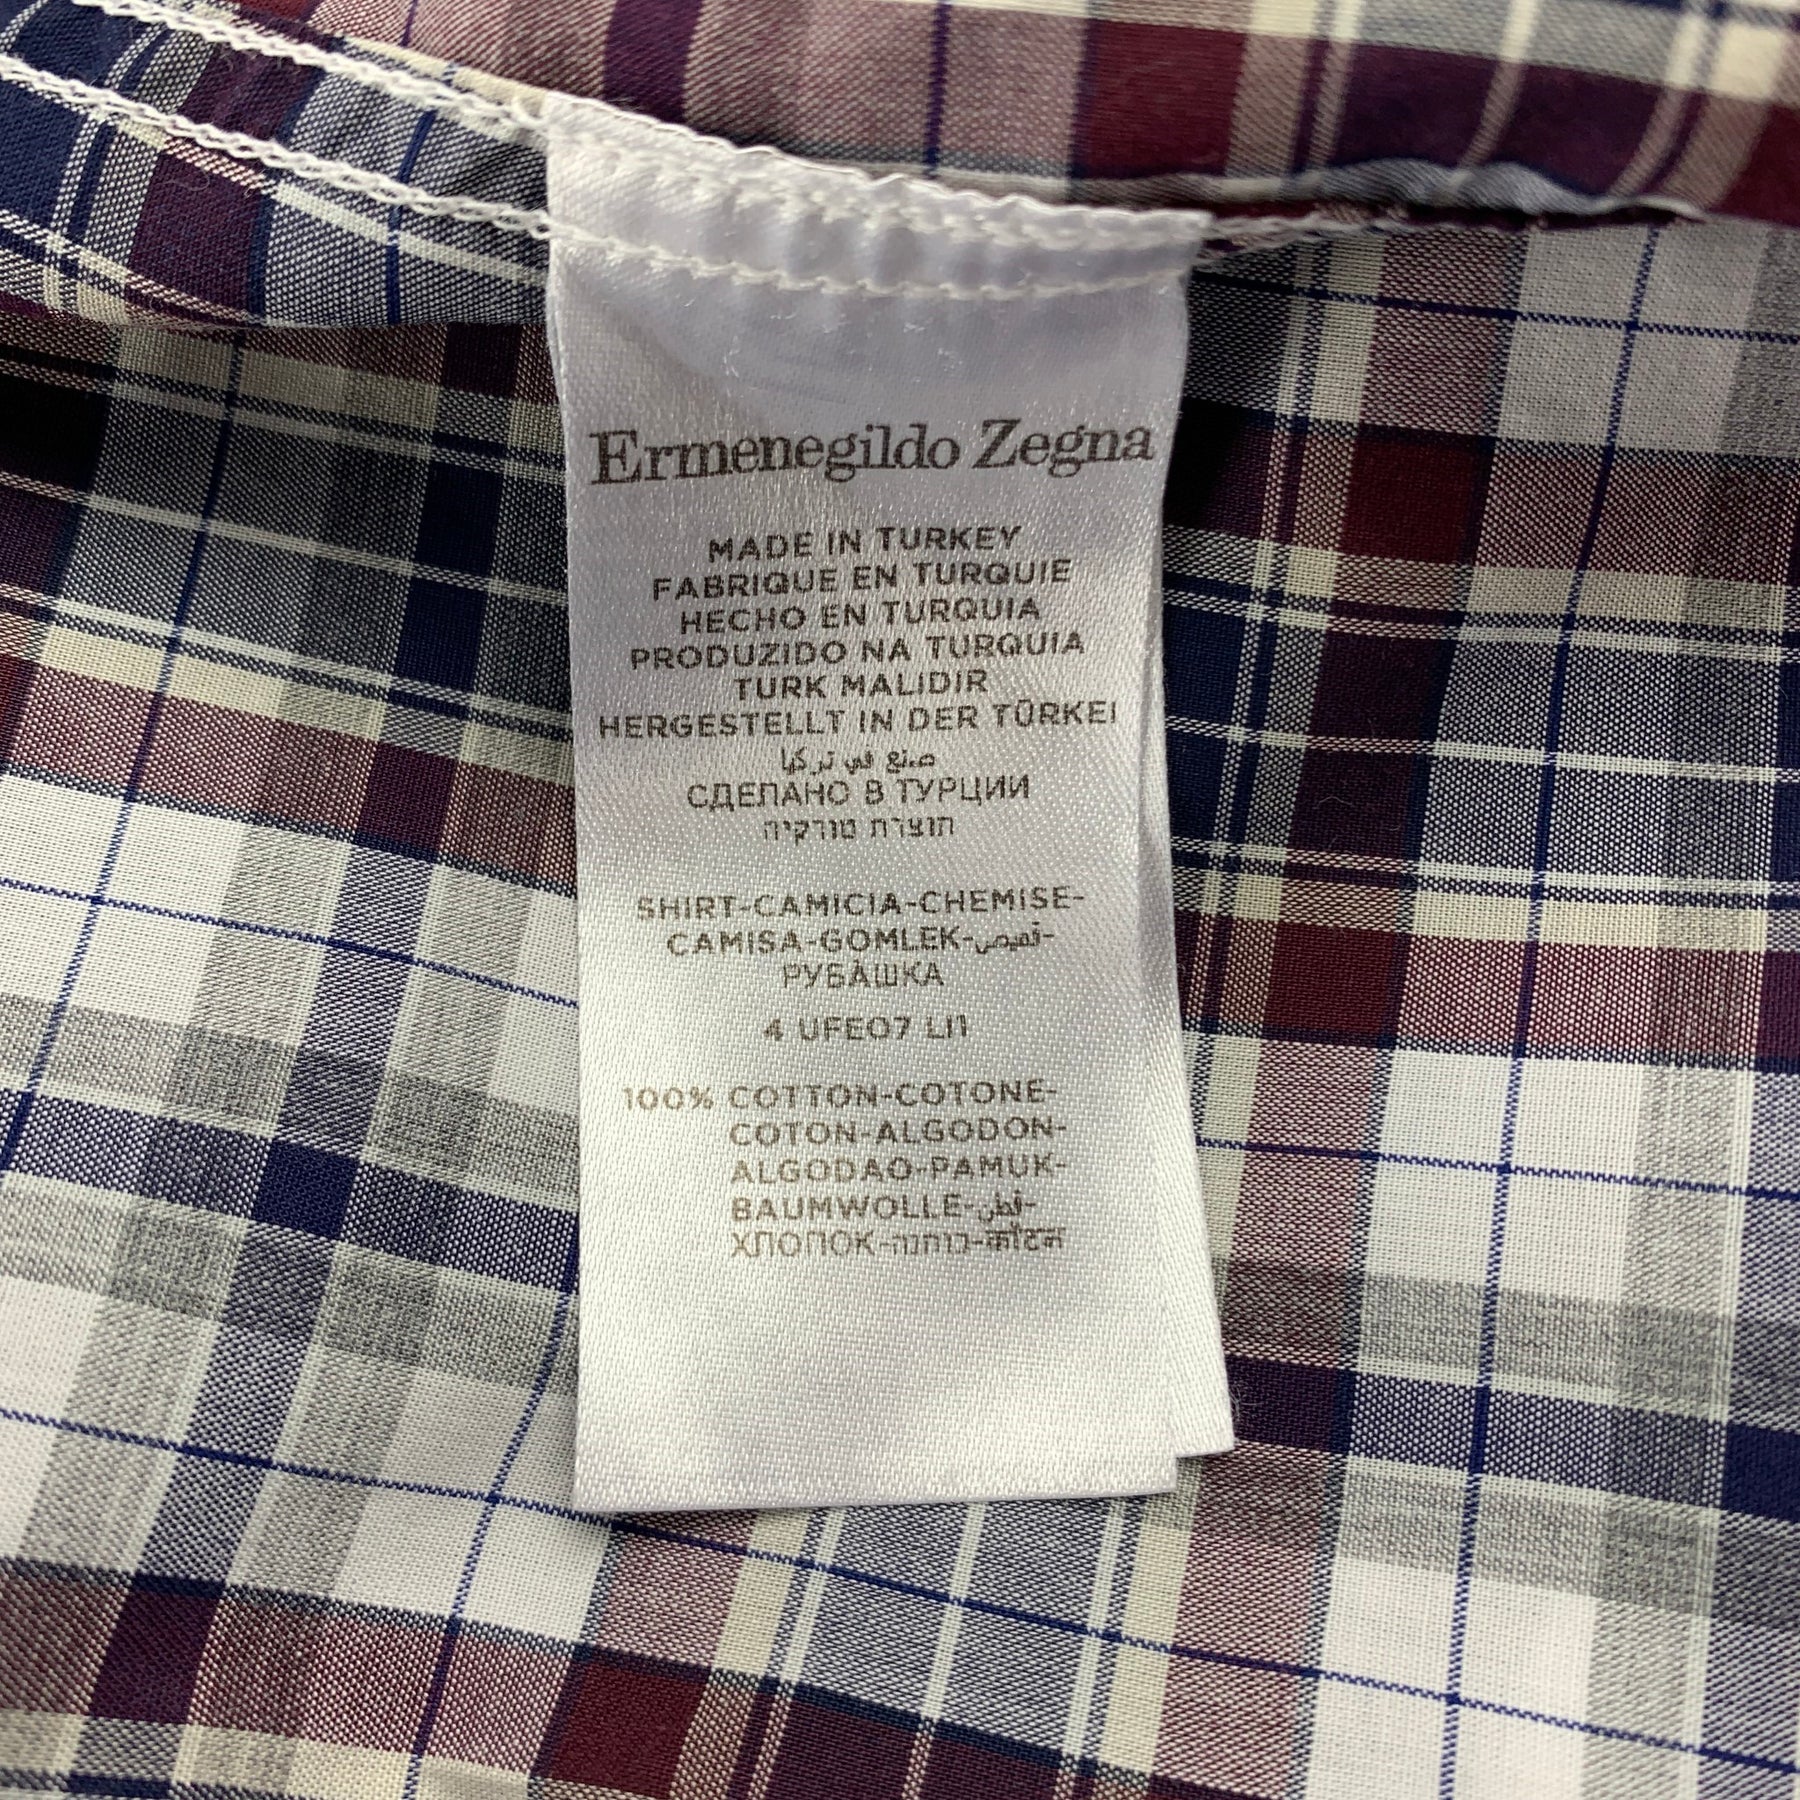 Ermenegildo Zegna
MADE IN TURKEY
FABRIQUE EN TURQUIE
HECHO EN TURQUIA
PRODUZIDO NA TURQUIA
TURK MALIDIR
HERGESTELLT IN DER TÜRKEI
صنع في تركيا
СДЕЛАНО В ТУРЦИИ
תוצרת טורקיה
SHIRT-CAMICIA-CHEMISE-
CAMISA-GOMLEK-قميص-
РУБАШКА
4 UFE07 LI1
100% COTTON-COTONE-
COTON-ALGODON-
ALGODAO-PAMUK-
BAUMWOLLE-قطن-
ХЛОПОК-כותנה-कॉटन